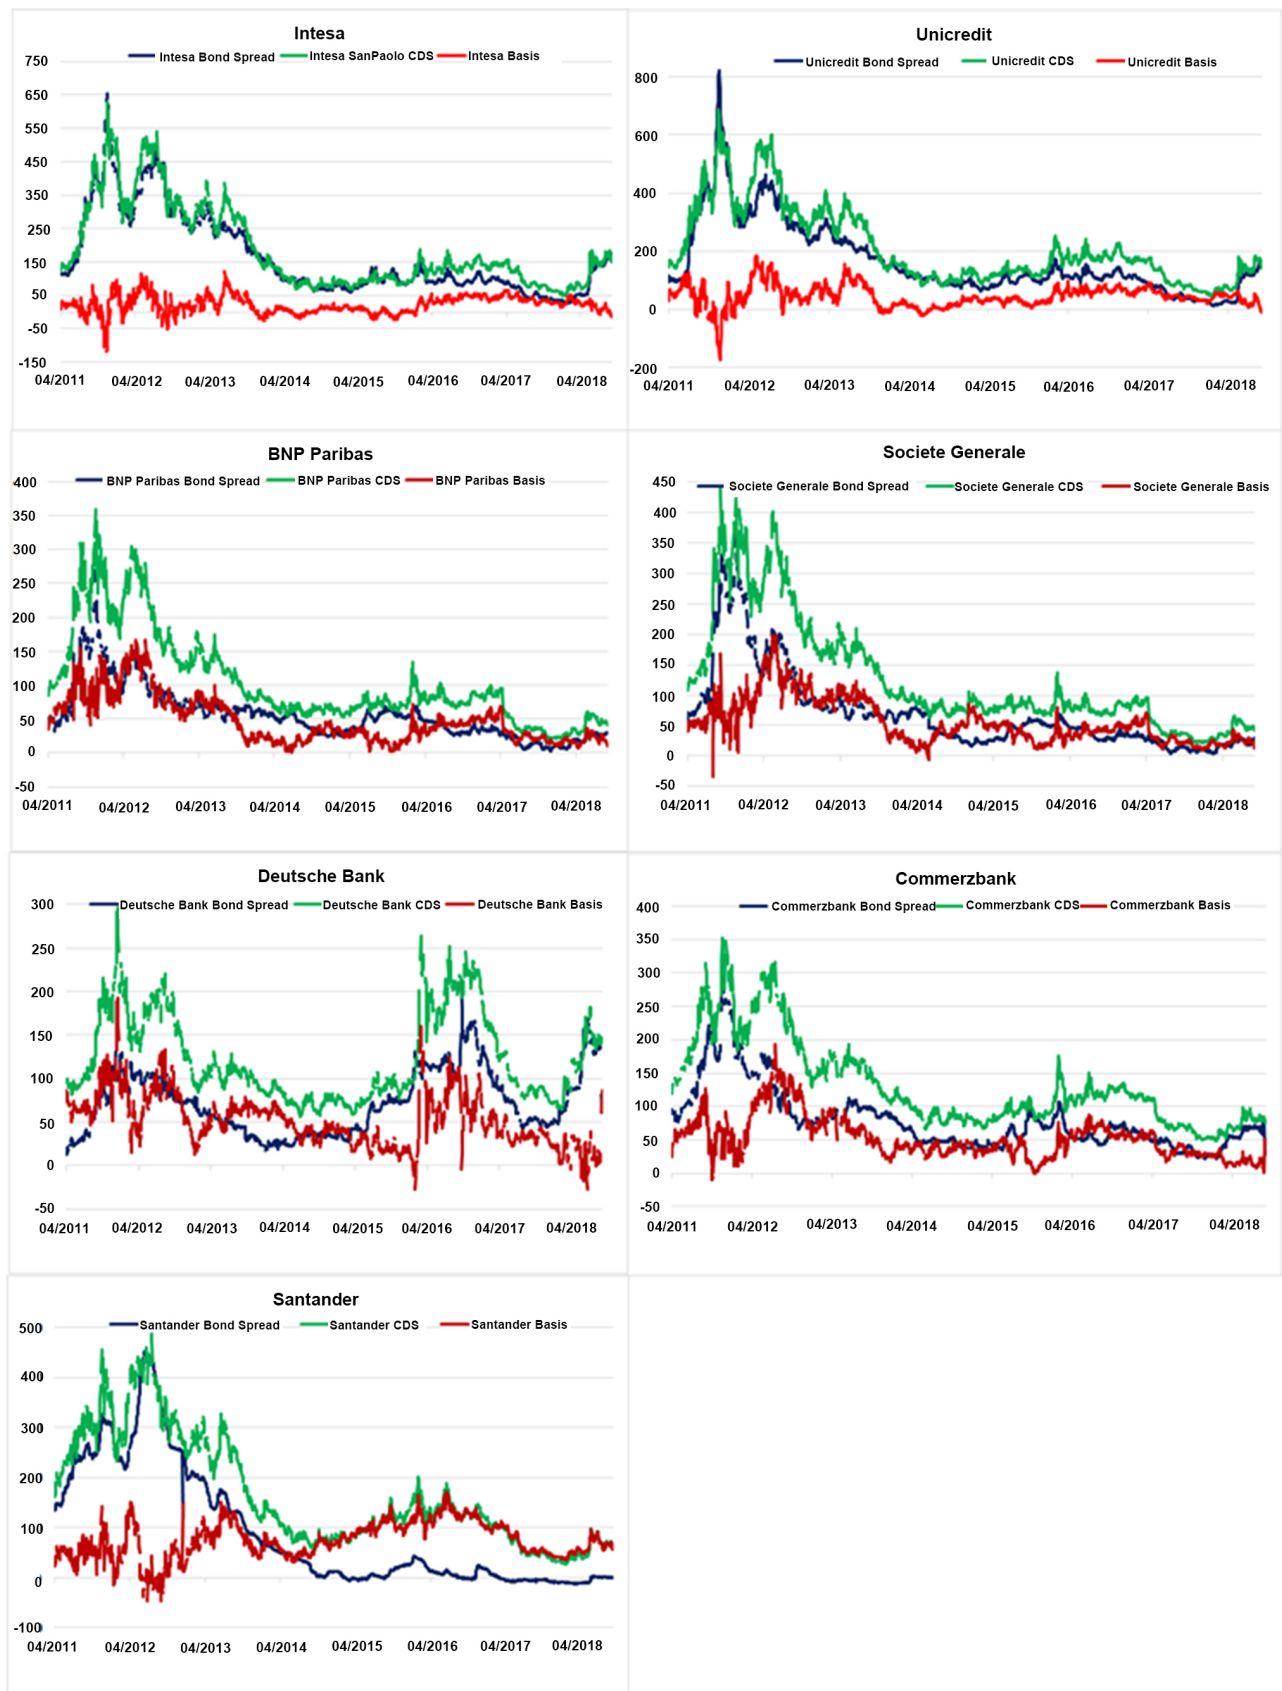 Intesa
Intesa Bond Spread Intesa SanPaolo CDS Intesa Basis
750
650
550
450
350
250
150
50
-50
-150
04/2011 04/2012 04/2013 04/2014 04/2015 04/2016 04/2017 04/2018
Unicredit
Unicredit Bond Spread Unicredit CDS Unicredit Basis
800
600
400
200
0
-200
04/2011 04/2012 04/2013 04/2014 04/2015 04/2016 04/2017 04/2018
BNP Paribas
BNP Paribas Bond Spread BNP Paribas CDS BNP Paribas Basis
400
350
300
250
200
150
100
50
0
-50
04/2011 04/2012 04/2013 04/2014 04/2015 04/2016 04/2017 04/2018
Societe Generale
Societe Generale Bond Spread Societe Generale CDS Societe Generale Basis
450
400
350
300
250
200
150
100
50
0
-50
04/2011 04/2012 04/2013 04/2014 04/2015 04/2016 04/2017 04/2018
Deutsche Bank
Deutsche Bank Bond Spread Deutsche Bank CDS Deutsche Bank Basis
300
250
200
150
100
50
0
-50
04/2011 04/2012 04/2013 04/2014 04/2015 04/2016 04/2017 04/2018
Commerzbank
Commerzbank Bond Spread Commerzbank CDS Commerzbank Basis
400
350
300
250
200
150
100
50
0
-50
04/2011 04/2012 04/2013 04/2014 04/2015 04/2016 04/2017 04/2018
Santander
Santander Bond Spread Santander CDS Santander Basis
500
400
300
200
100
0
-100
04/2011 04/2012 04/2013 04/2014 04/2015 04/2016 04/2017 04/2018